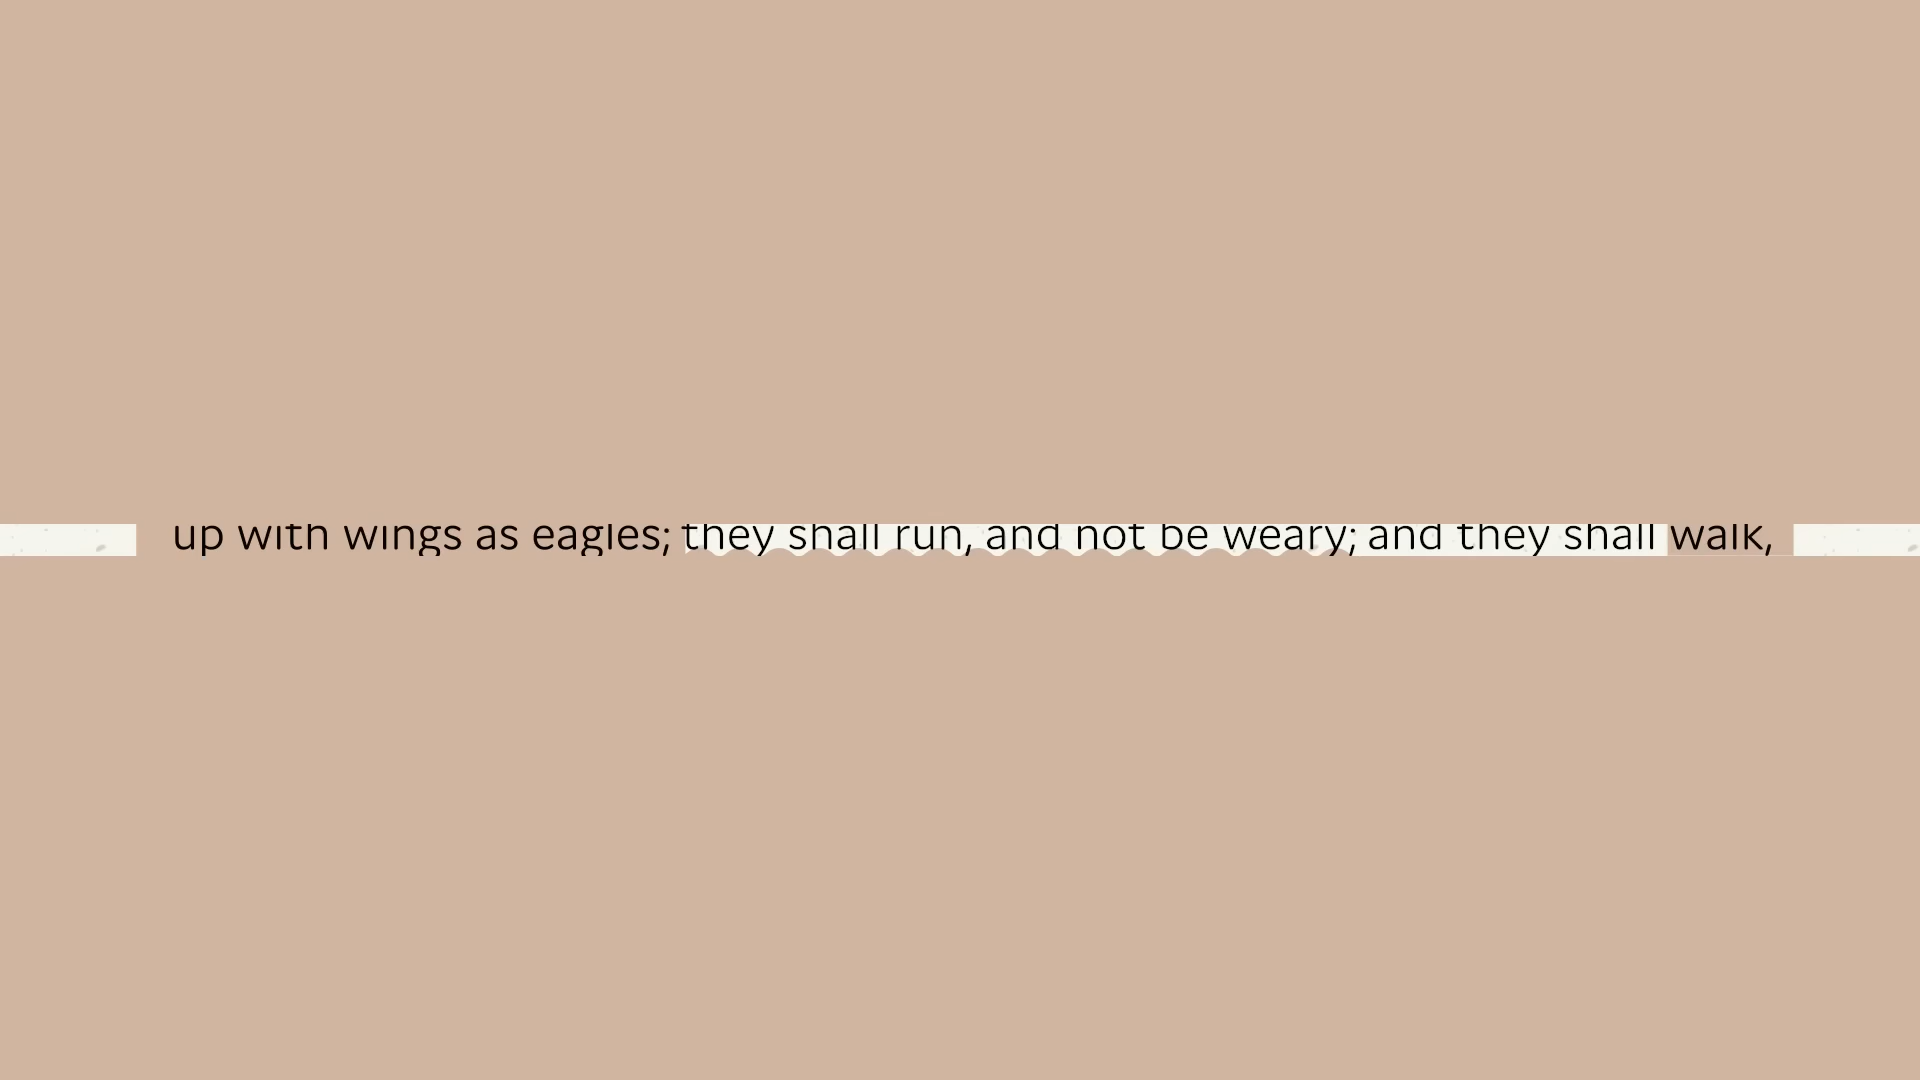 up with wings as eagles; they shall run, and not be weary; and they shall walk,